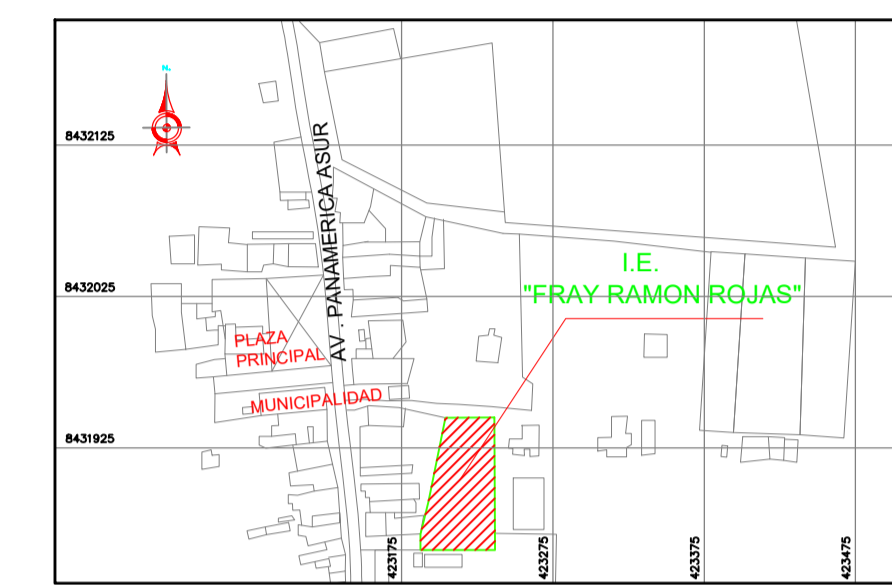 N.
8432125
AV . PANAMERICA ASUR
I.E.
"FRAY RAMON ROJAS"
8432025
PLAZA
PRINCIPAL
MUNICIPALIDAD
8431925
423175
423275
423375
423475